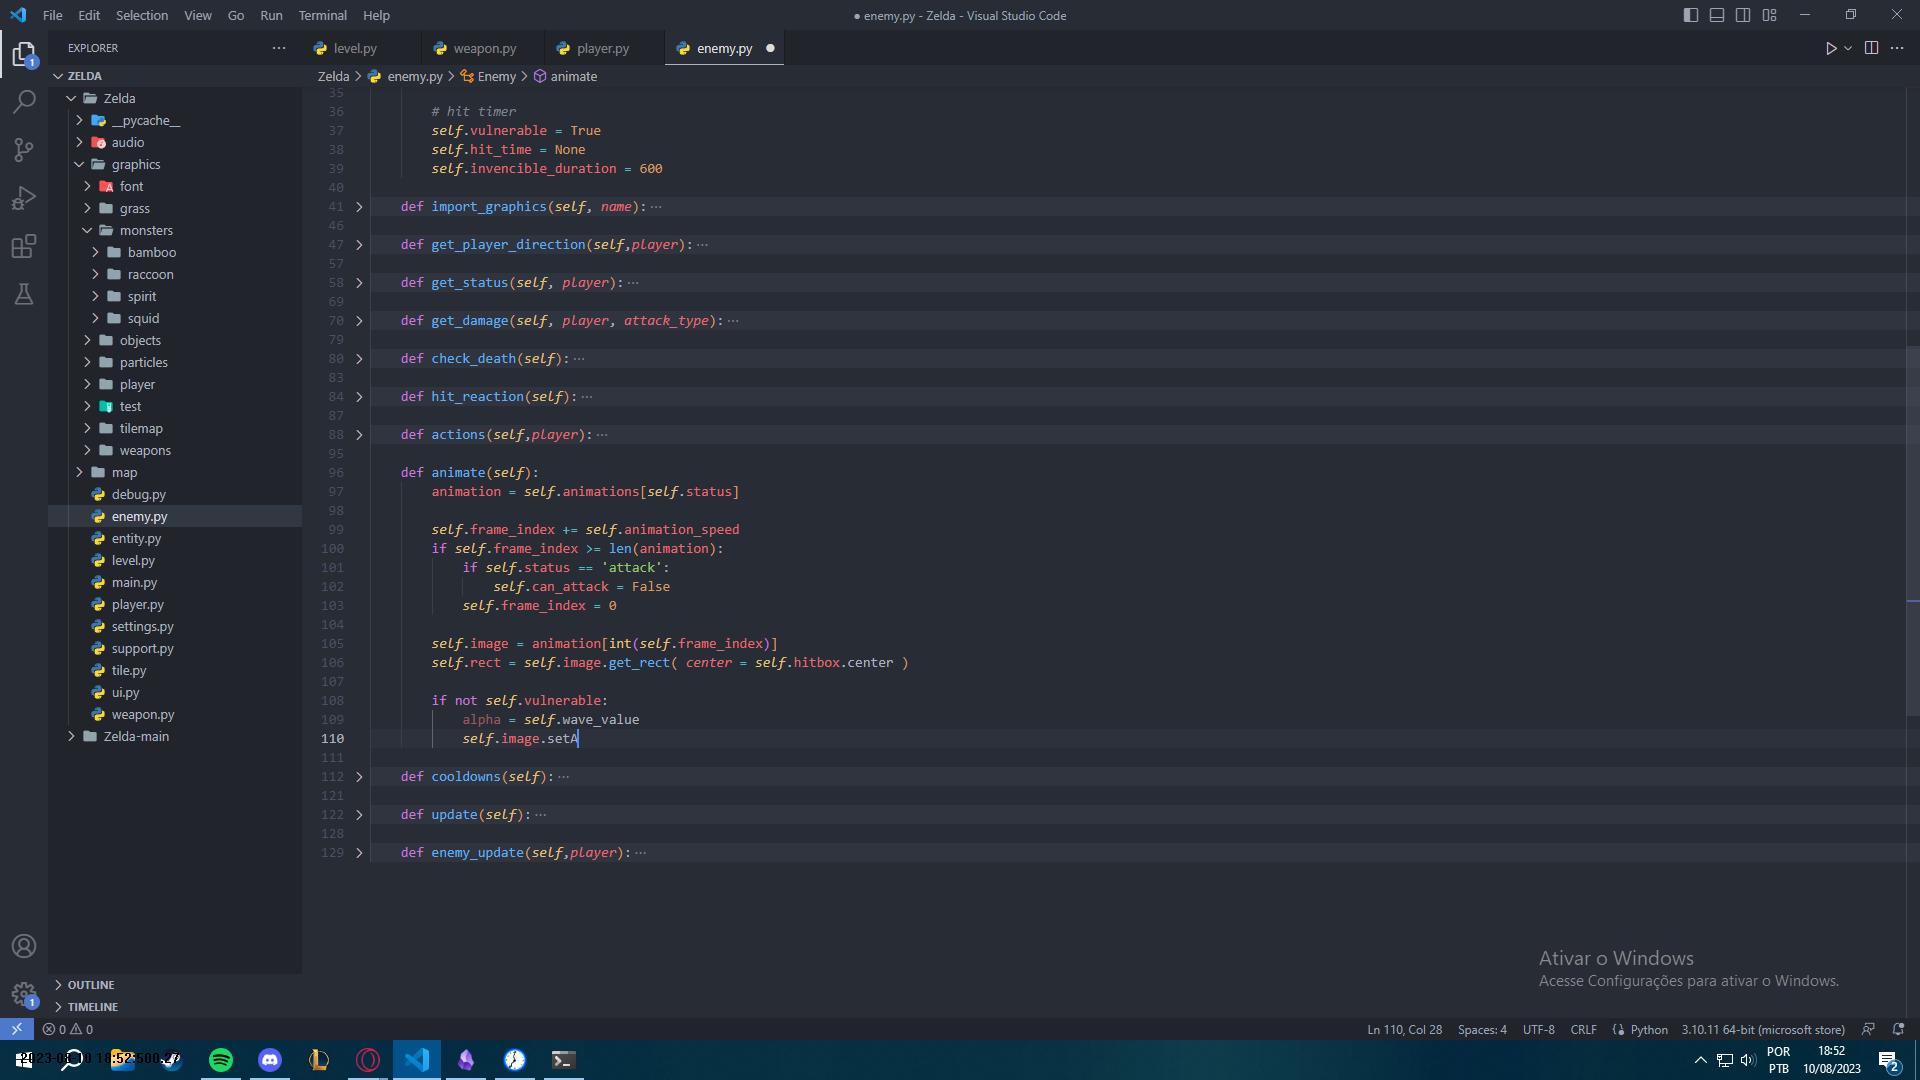 File Edit Selection View Go Run Terminal Help
● enemy.py - Zelda - Visual Studio Code
EXPLORER
level.py
weapon.py
player.py
enemy.py
ZELDA
Zelda > enemy.py > Enemy > animate
Zelda
__pycache__
audio
graphics
font
grass
monsters
bamboo
raccoon
spirit
squid
objects
particles
player
test
tilemap
weapons
map
debug.py
enemy.py
entity.py
level.py
main.py
player.py
settings.py
support.py
tile.py
ui.py
weapon.py
Zelda-main
OUTLINE
TIMELINE
35
36 # hit timer
37 self.vulnerable = True
38 self.hit_time = None
39 self.invencible_duration = 600
40
41 def import_graphics(self, name):···
46
47 def get_player_direction(self,player):···
57
58 def get_status(self, player):···
69
70 def get_damage(self, player, attack_type):···
79
80 def check_death(self):···
83
84 def hit_reaction(self):···
87
88 def actions(self,player):···
95
96 def animate(self):
97 animation = self.animations[self.status]
98
99 self.frame_index += self.animation_speed
100 if self.frame_index >= len(animation):
101 if self.status == 'attack':
102 self.can_attack = False
103 self.frame_index = 0
104
105 self.image = animation[int(self.frame_index)]
106 self.rect = self.image.get_rect( center = self.hitbox.center )
107
108 if not self.vulnerable:
109 alpha = self.wave_value
110 self.image.setA
111
112 def cooldowns(self):···
121
122 def update(self):···
128
129 def enemy_update(self,player):···
Ativar o Windows
Acesse Configurações para ativar o Windows.
0 0
Ln 110, Col 28 Spaces: 4 UTF-8 CRLF Python 3.10.11 64-bit (microsoft store)
1
1
POR
PTB
18:52
10/08/2023
2